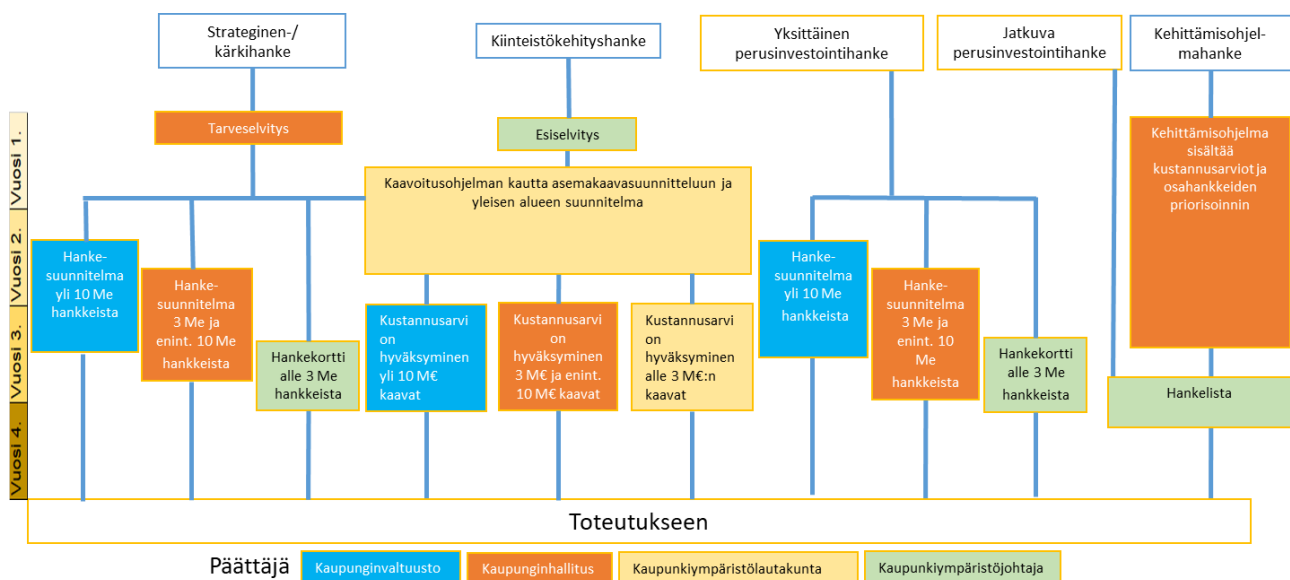 Strateginen-/
kärkihanke
Kiinteistökehityshanke
Yksittäinen
perusinvestointihanke
Jatkuva
perusinvestointihanke
Kehittämisohjel-
mahanke
Vuosi 1.
Vuosi 2.
Vuosi 3.
Vuosi 4.
Tarveselvitys
Esiselvitys
Kaavoitusohjelman kautta asemakaavasuunnitteluun ja
yleisen alueen suunnitelma
Kehittämisohjelma
sisältää
kustannusarviot ja
osahankkeiden
priorisoinnin
Hanke-
suunnitelma
yli 10 Me
hankkeista
Hanke-
suunnitelma
3 Me ja
enint. 10 Me
hankkeista
Hankekortti
alle 3 Me
hankkeista
Kustannusarvi
on
hyväksyminen
yli 10 M€
kaavat
Kustannusarvi
on
hyväksyminen
3 M€ ja enint.
10 M€ kaavat
Kustannusarvi
on
hyväksyminen
alle 3 M€:n
kaavat
Hanke-
suunnitelma
yli 10 Me
hankkeista
Hanke-
suunnitelma
3 Me ja
enint. 10
Me
hankkeista
Hankekortti
alle 3 Me
hankkeista
Hankelista
Toteutukseen
Päättäjä
Kaupunginvaltuusto
Kaupunginhallitus
Kaupunkiympäristölautakunta
Kaupunkiympäristöjohtaja